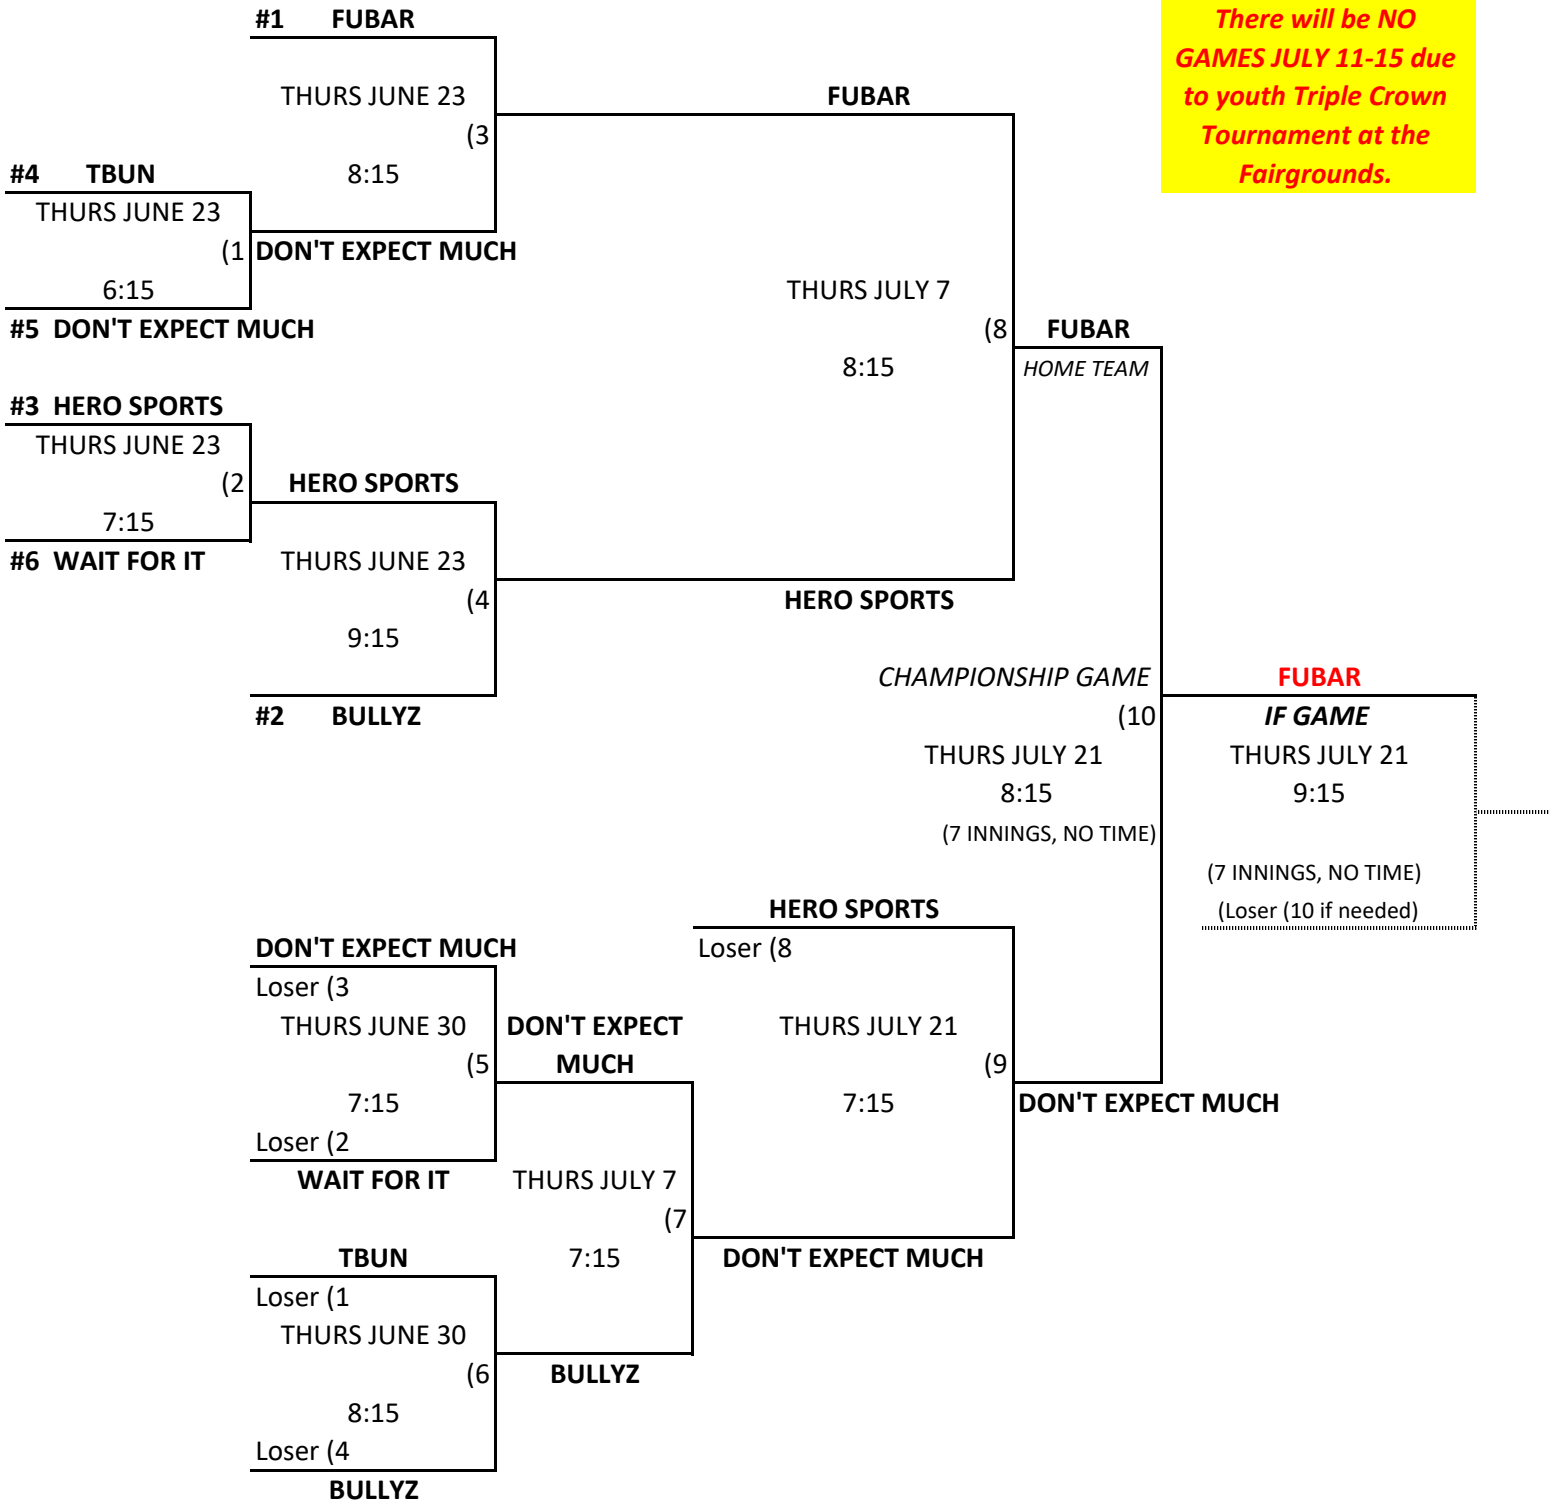 #1 FUBAR
There will be NO
GAMES JULY 11-15 due
to youth Triple Crown
Tournament at the
Fairgrounds.
THURS JUNE 23
FUBAR
(3
#4 TBUN
8:15
THURS JUNE 23
(1
DON'T EXPECT MUCH
6:15
THURS JULY 7
#5 DON'T EXPECT MUCH
(8
FUBAR
8:15
HOME TEAM
#3 HERO SPORTS
THURS JUNE 23
(2
HERO SPORTS
7:15
#6 WAIT FOR IT
THURS JUNE 23
(4
HERO SPORTS
9:15
CHAMPIONSHIP GAME
FUBAR
#2 BULLYZ
(10
IF GAME
THURS JULY 21
THURS JULY 21
8:15
9:15
(7 INNINGS, NO TIME)
(7 INNINGS, NO TIME)
HERO SPORTS
(Loser (10 if needed)
DON'T EXPECT MUCH
Loser (8
Loser (3
THURS JUNE 30
DON'T EXPECT
MUCH
THURS JULY 21
(5
(9
7:15
7:15
DON'T EXPECT MUCH
Loser (2
WAIT FOR IT
THURS JULY 7
(7
TBUN
7:15
DON'T EXPECT MUCH
Loser (1
THURS JUNE 30
(6
BULLYZ
8:15
Loser (4
BULLYZ